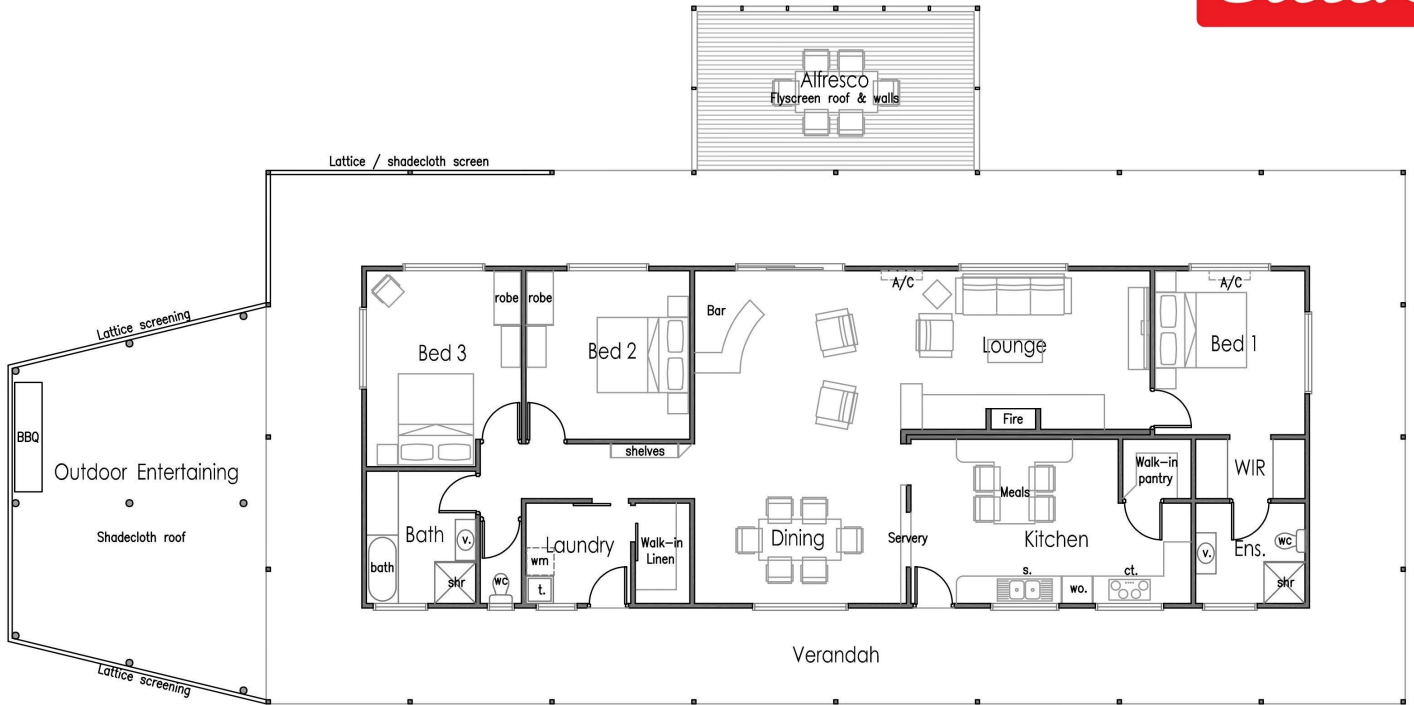 Alfresco
Flyscreen roof & walls
Lattice / shadecloth screen
Lattice screening
BBQ
Outdoor Entertaining
Shadecloth roof
Lattice screening
robe
robe
Bed 3
Bed 2
Bar
A/C
Lounge
Fire
A/C
Bed 1
shelves
Walk-in
pantry
WIR
Meals
Bath
v.
bath
shr
wc
Laundry
wm
t.
Walk-in
Linen
Dining
Servery
Kitchen
s.
wo.
ct.
v.
Ens.
wc
shr
Verandah